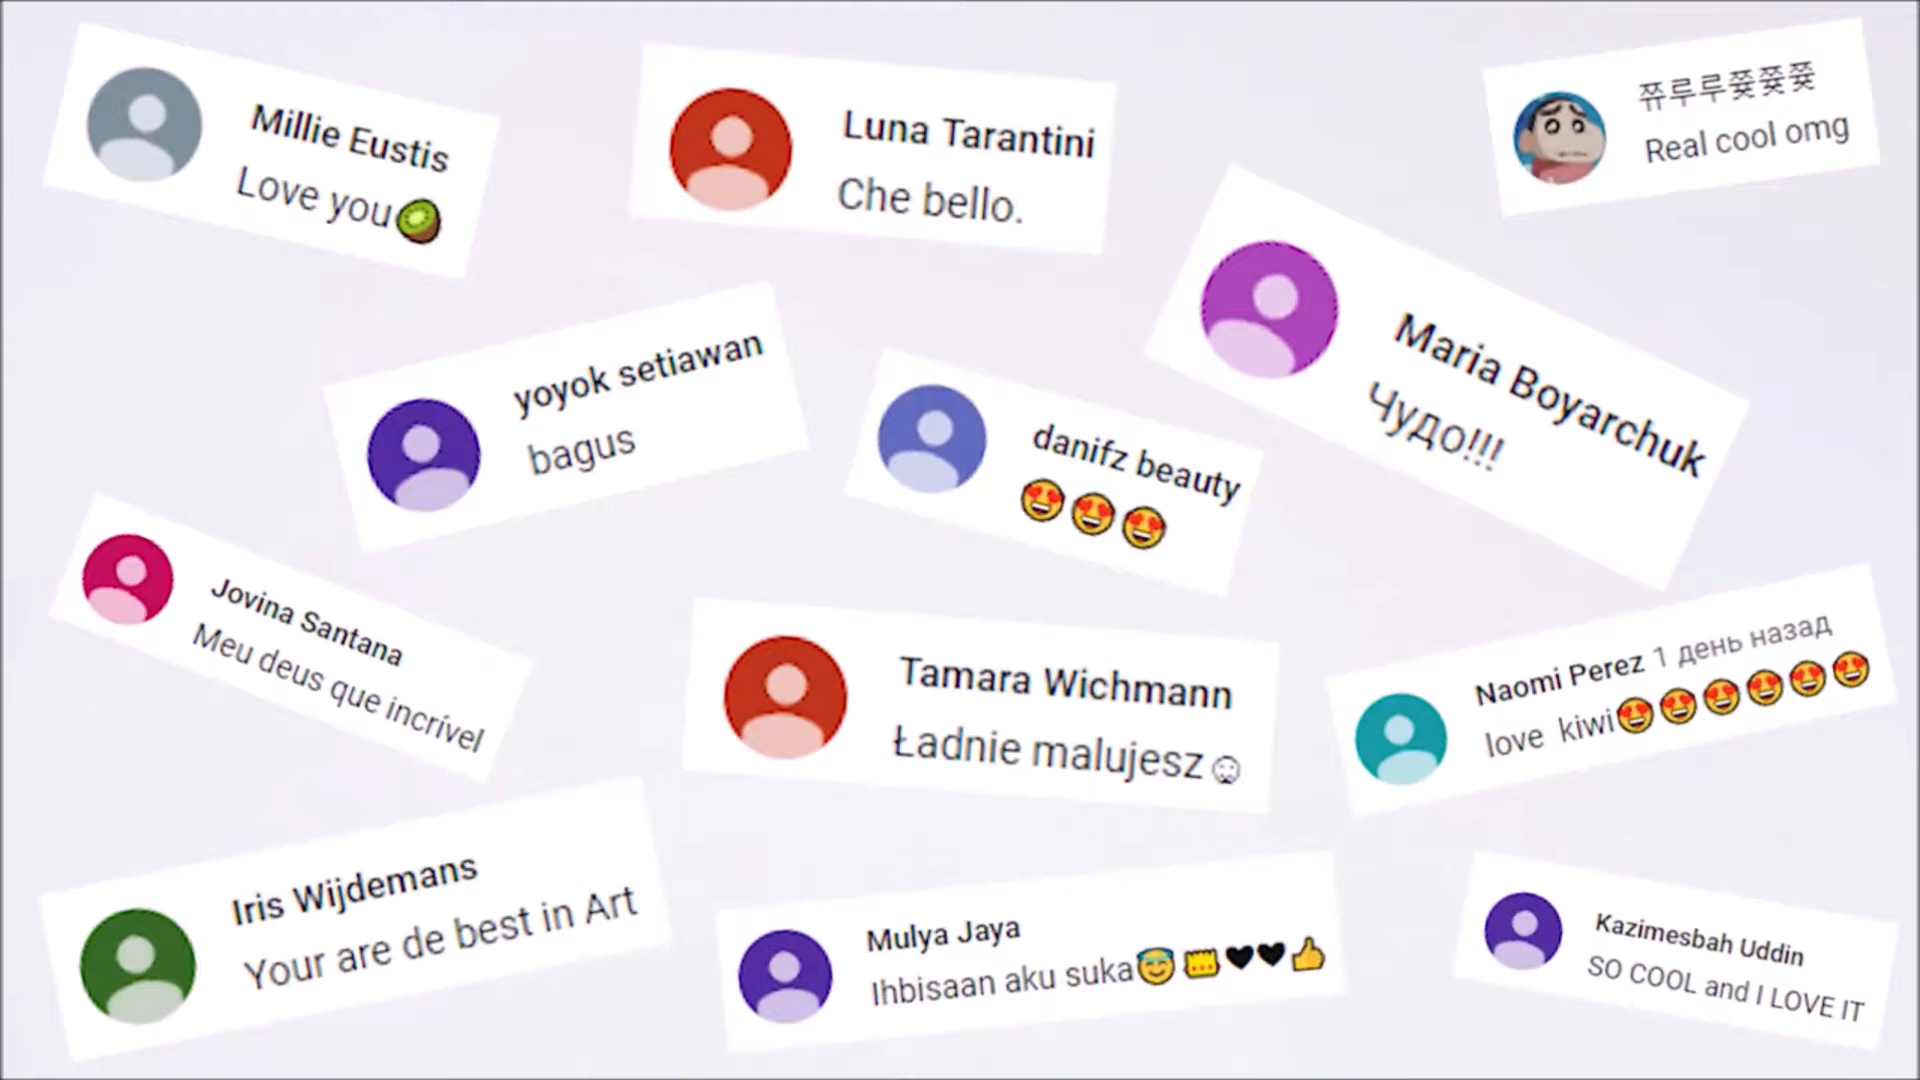 Millie Eustis
Love you🥝
Luna Tarantini
Che bello.
쮸루루쯏쯏쯏
Real cool omg
yoyok setiawan
bagus
danifz beauty
😍😍😍
Maria Boyarchuk
Чудо!!!
Jovina Santana
Meu deus que incrível
Tamara Wichmann
Ładnie malujesz☺
Naomi Perez 1 день назад
love kiwi😍😍😍😍😍😍
Iris Wijdemans
Your are de best in Art
Mulya Jaya
Ihbisaan aku suka😇🖤🖤👍
Kazimesbah Uddin
SO COOL and I LOVE IT